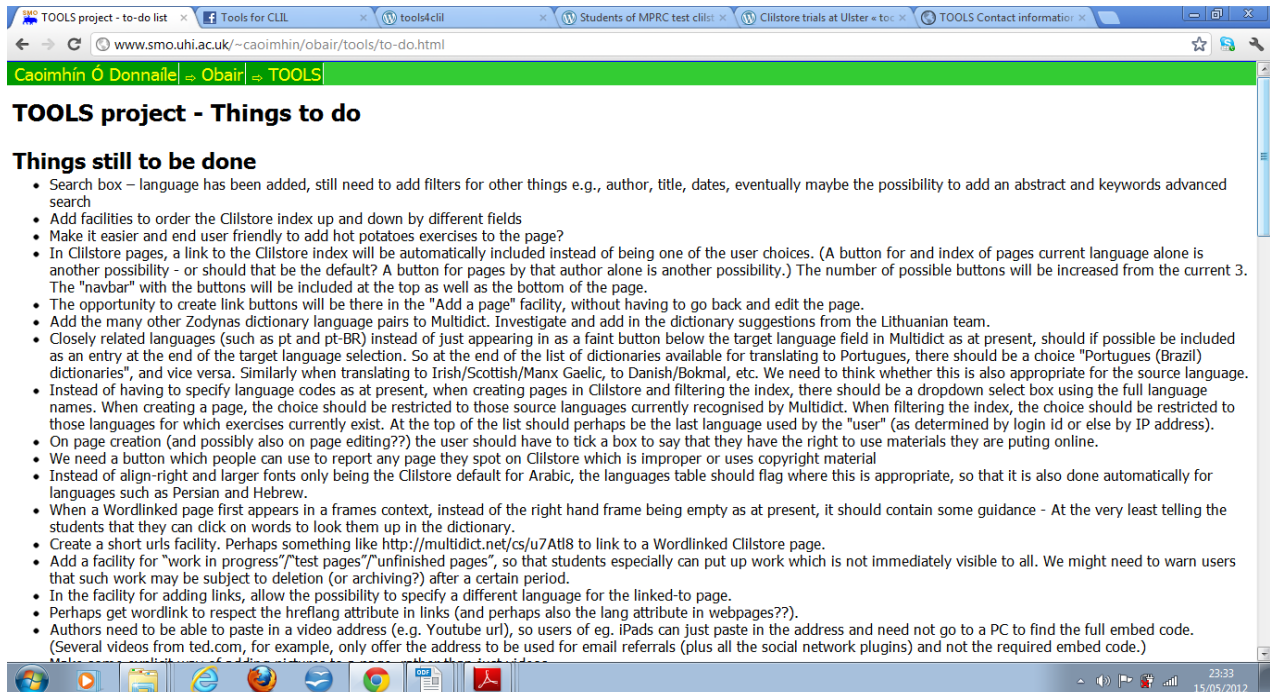 TOOLS project - to-do list
Tools for CLIL
tools4clil
Students of MPRC test clilst
Clilstore trials at Ulster « too
TOOLS Contact information
www.smo.uhi.ac.uk/~caoimhin/obair/tools/to-do.html
Caoimhín Ó Donnaíle ⇨ Obair ⇨ TOOLS
TOOLS project - Things to do
Things still to be done
• Search box – language has been added, still need to add filters for other things e.g., author, title, dates, eventually maybe the possibility to add an abstract and keywords advanced
search
• Add facilities to order the Clilstore index up and down by different fields
• Make it easier and end user friendly to add hot potatoes exercises to the page?
• In Clilstore pages, a link to the Clilstore index will be automatically included instead of being one of the user choices. (A button for and index of pages current language alone is
another possibility - or should that be the default? A button for pages by that author alone is another possibility.) The number of possible buttons will be increased from the current 3.
The "navbar" with the buttons will be included at the top as well as the bottom of the page.
• The opportunity to create link buttons will be there in the "Add a page" facility, without having to go back and edit the page.
• Add the many other Zodynas dictionary language pairs to Multidict. Investigate and add in the dictionary suggestions from the Lithuanian team.
• Closely related languages (such as pt and pt-BR) instead of just appearing in as a faint button below the target language field in Multidict as at present, should if possible be included
as an entry at the end of the target language selection. So at the end of the list of dictionaries available for translating to Portugues, there should be a choice "Portugues (Brazil)
dictionaries", and vice versa. Similarly when translating to Irish/Scottish/Manx Gaelic, to Danish/Bokmal, etc. We need to think whether this is also appropriate for the source language.
• Instead of having to specify language codes as at present, when creating pages in Clilstore and filtering the index, there should be a dropdown select box using the full language
names. When creating a page, the choice should be restricted to those source languages currently recognised by Multidict. When filtering the index, the choice should be restricted to
those languages for which exercises currently exist. At the top of the list should perhaps be the last language used by the "user" (as determined by login id or else by IP address).
• On page creation (and possibly also on page editing??) the user should have to tick a box to say that they have the right to use materials they are puting online.
• We need a button which people can use to report any page they spot on Clilstore which is improper or uses copyright material
• Instead of align-right and larger fonts only being the Clilstore default for Arabic, the languages table should flag where this is appropriate, so that it is also done automatically for
languages such as Persian and Hebrew.
• When a Wordlinked page first appears in a frames context, instead of the right hand frame being empty as at present, it should contain some guidance - At the very least telling the
students that they can click on words to look them up in the dictionary.
• Create a short urls facility. Perhaps something like http://multidict.net/cs/u7Atl8 to link to a Wordlinked Clilstore page.
• Add a facility for “work in progress”/“test pages”/“unfinished pages”, so that students especially can put up work which is not immediately visible to all. We might need to warn users
that such work may be subject to deletion (or archiving?) after a certain period.
• In the facility for adding links, allow the possibility to specify a different language for the linked-to page.
• Perhaps get wordlink to respect the hreflang attribute in links (and perhaps also the lang attribute in webpages??).
• Authors need to be able to paste in a video address (e.g. Youtube url), so users of eg. iPads can just paste in the address and need not go to a PC to find the full embed code.
(Several videos from ted.com, for example, only offer the address to be used for email referrals (plus all the social network plugins) and not the required embed code.)
23:33
15/05/2012